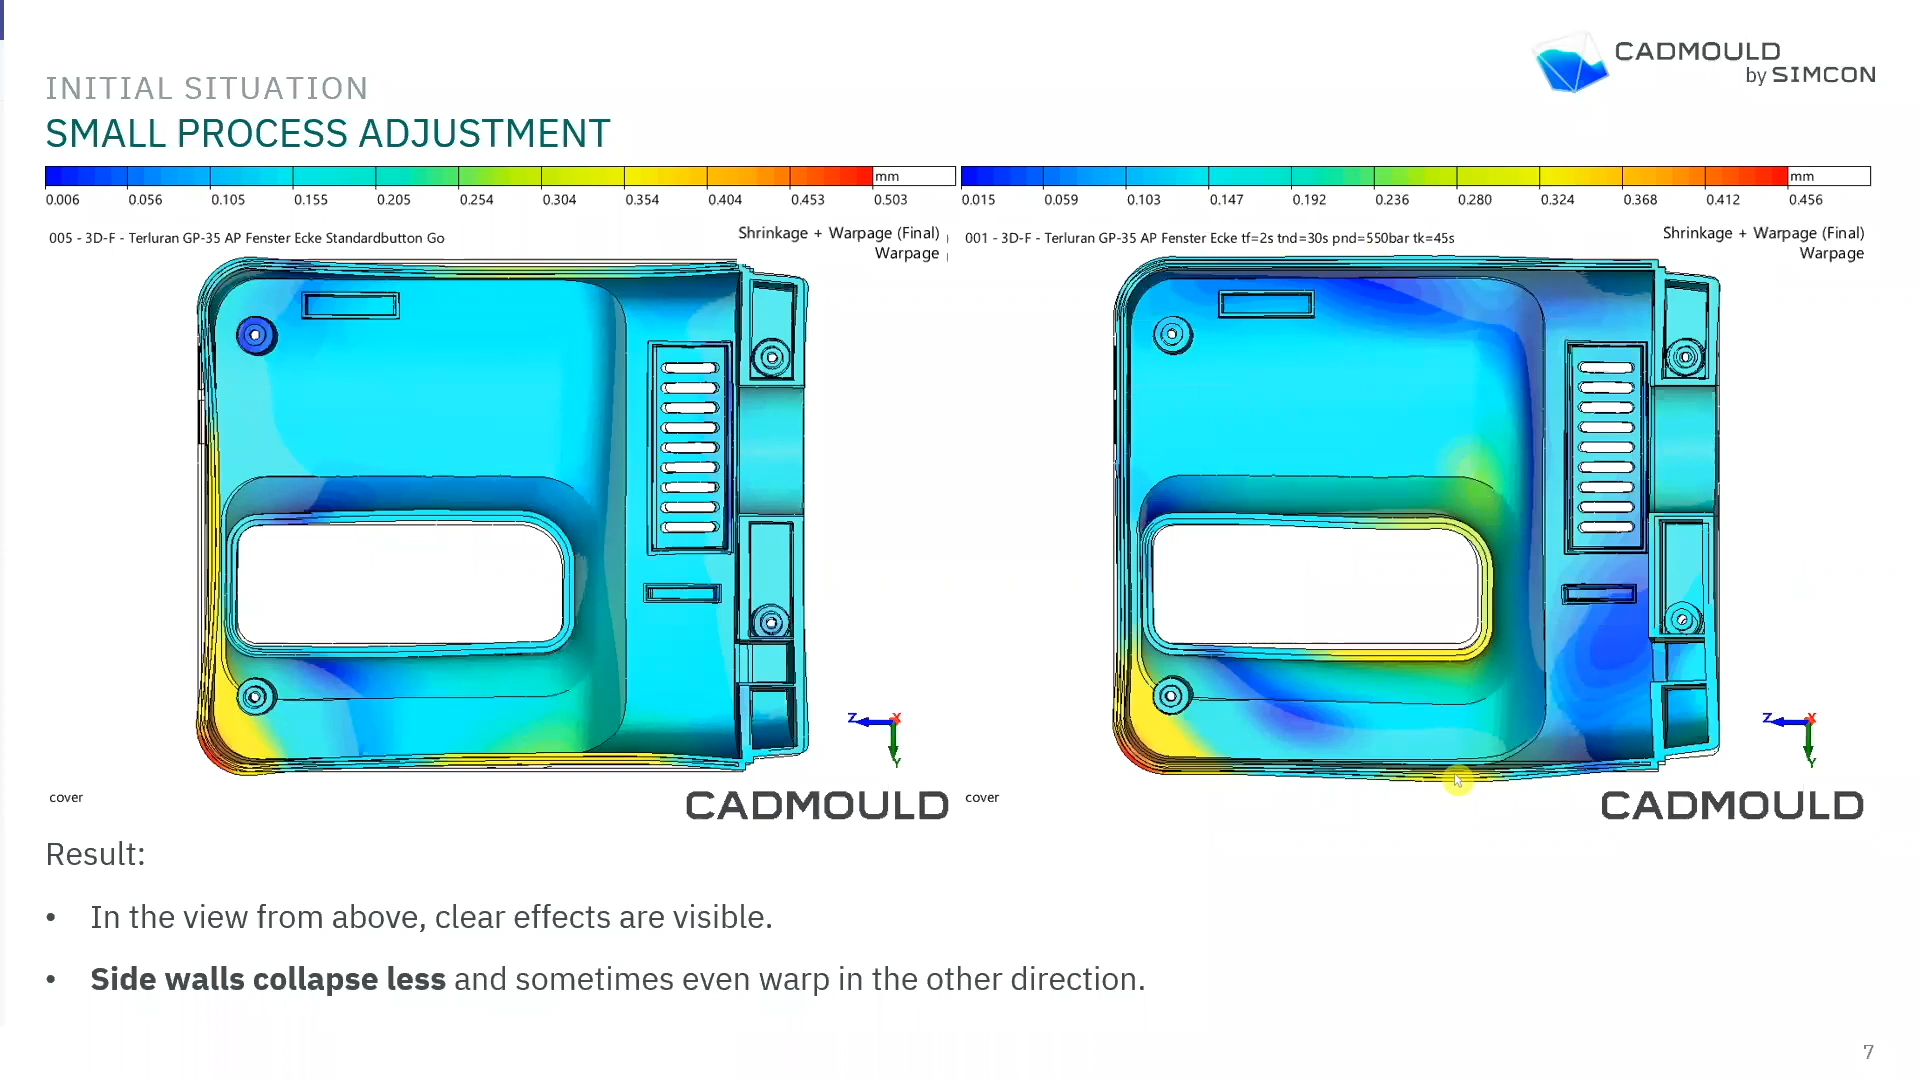 INITIAL SITUATION
SMALL PROCESS ADJUSTMENT
CADMOULD
by SIMCON
mm
0.006 0.056 0.105 0.155 0.205 0.254 0.304 0.354 0.404 0.453 0.503
005 - 3D-F - Terluran GP-35 AP Fenster Ecke Standardbutton Go
Shrinkage + Warpage (Final)
Warpage
Z X
Y
cover
CADMOULD
mm
0.015 0.059 0.103 0.147 0.192 0.236 0.280 0.324 0.368 0.412 0.456
001 - 3D-F - Terluran GP-35 AP Fenster Ecke tf=2s tnd=30s pnd=550bar tk=45s
Shrinkage + Warpage (Final)
Warpage
Z X
Y
cover
CADMOULD
Result:
• In the view from above, clear effects are visible.
• Side walls collapse less and sometimes even warp in the other direction.
7